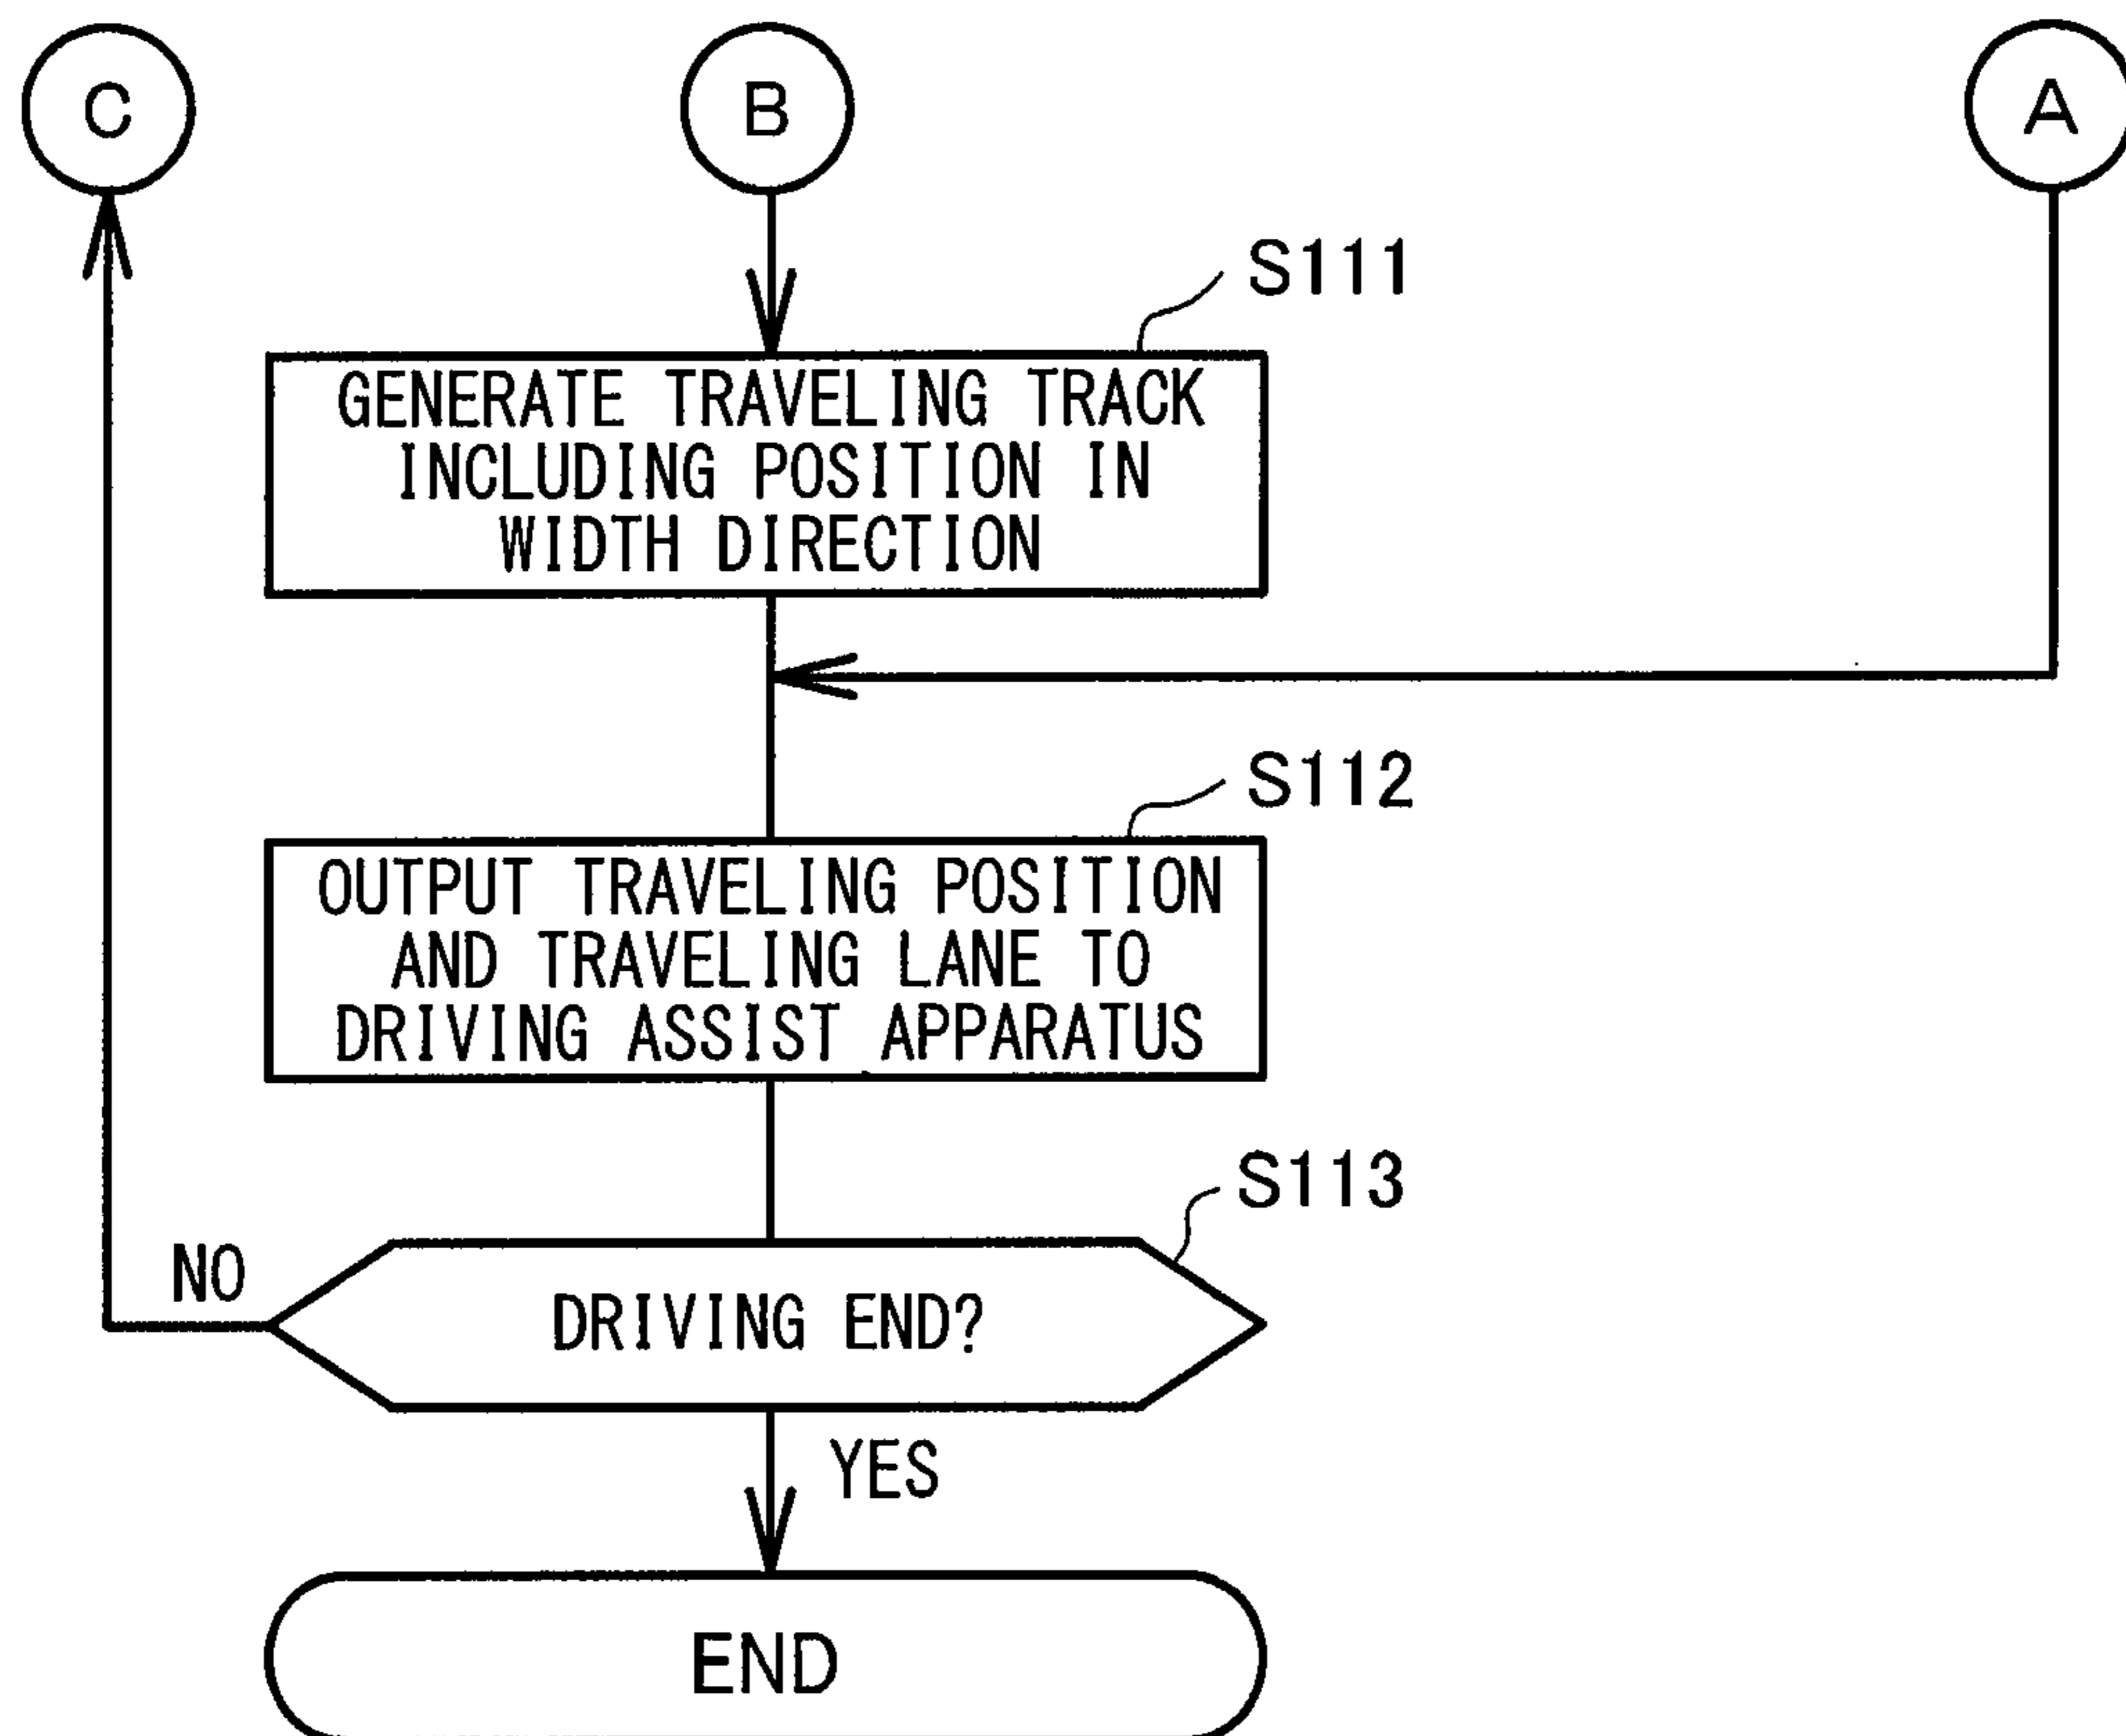 C
B
A
S111
GENERATE TRAVELING TRACK
INCLUDING POSITION IN
WIDTH DIRECTION
S112
OUTPUT TRAVELING POSITION
AND TRAVELING LANE TO
DRIVING ASSIST APPARATUS
S113
NO
DRIVING END?
YES
END